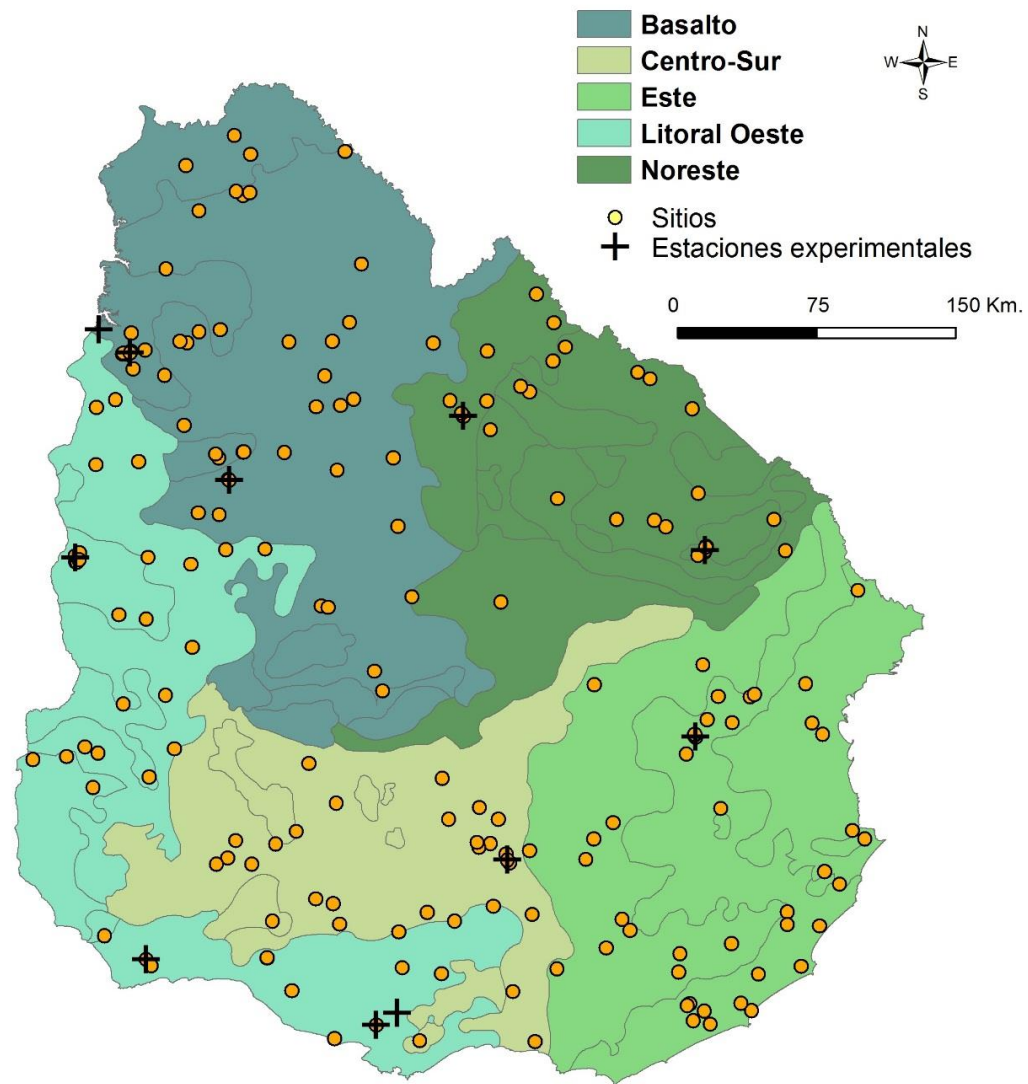 Basalto
Centro-Sur
Este
Litoral Oeste
Noreste
Sitios
Estaciones experimentales
N
W E
S
0 75 150 Km.